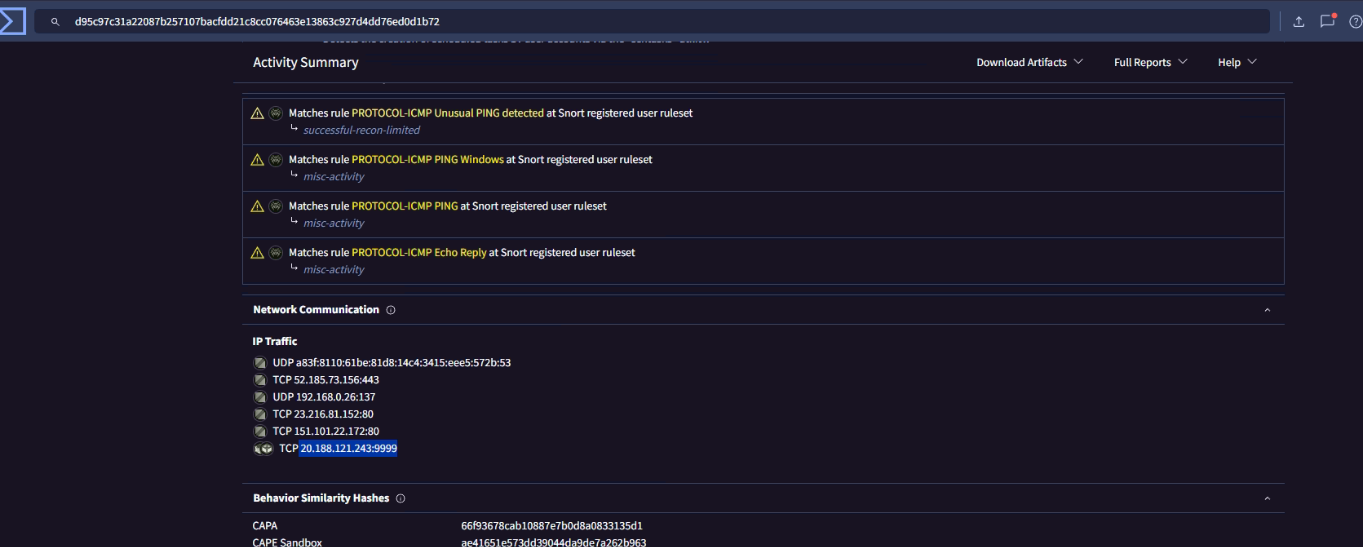 d95c97c31a22087b257107bacfdd21c8cc076463e13863c927d4dd76ed0d1b72
Activity Summary
Download Artifacts
Full Reports
Help
Matches rule PROTOCOL-ICMP Unusual PING detected at Snort registered user ruleset
successful-recon-limited
Matches rule PROTOCOL-ICMP PING Windows at Snort registered user ruleset
misc-activity
Matches rule PROTOCOL-ICMP PING at Snort registered user ruleset
misc-activity
Matches rule PROTOCOL-ICMP Echo Reply at Snort registered user ruleset
misc-activity
Network Communication
IP Traffic
UDP a83f:8110:61be:81d8:14c4:3415:eee5:572b:53
TCP 52.185.73.156:443
UDP 192.168.0.26:137
TCP 23.216.81.152:80
TCP 151.101.22.172:80
TCP 20.188.121.243:9999
Behavior Similarity Hashes
CAPA 66f93678cab10887e7b0d8a0833135d1
CAPE Sandbox ae41651e573dd39044da9de7a262b963